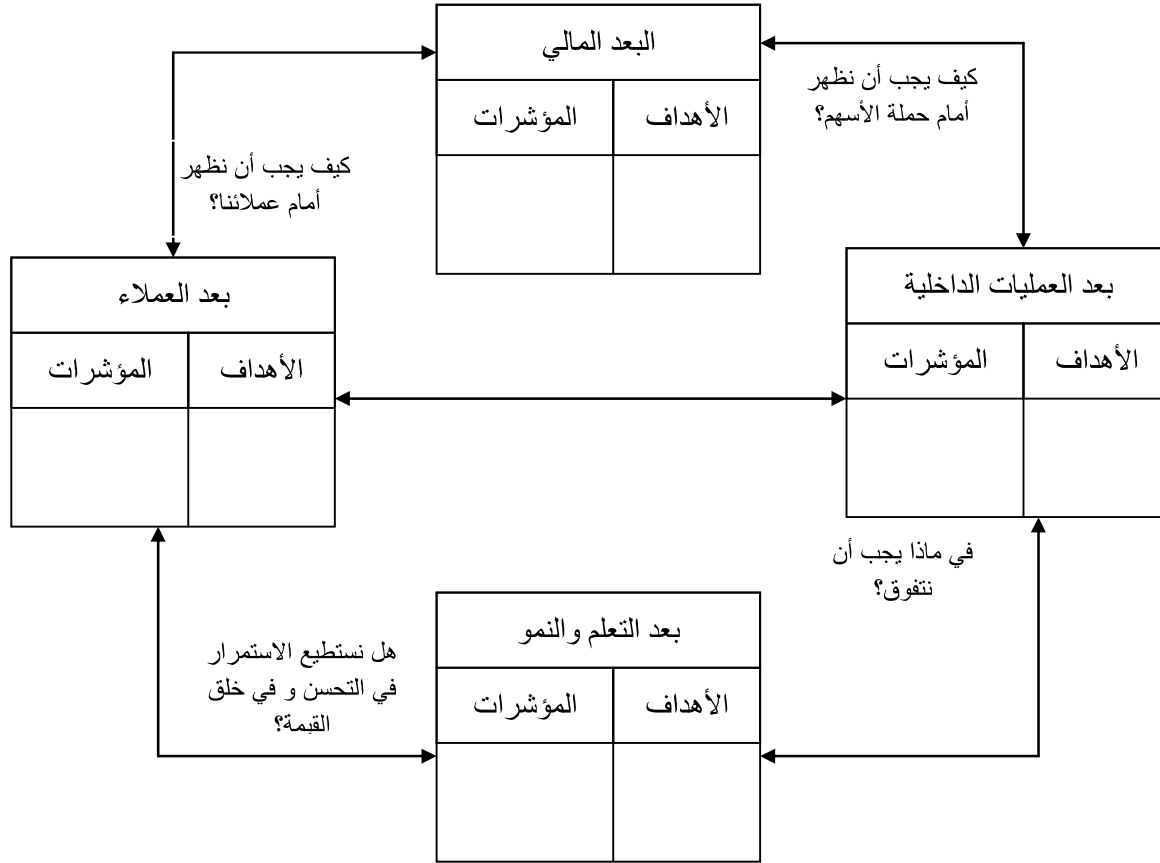 البعد المالي
الأهداف
المؤشرات
كيف يجب أن نظهر
أمام حملة الأسهم؟
كيف يجب أن نظهر
أمام عملائنا؟
بعد العمليات الداخلية
الأهداف
المؤشرات
بعد العملاء
الأهداف
المؤشرات
في ماذا يجب أن
نتفوق؟
بعد التعلم والنمو
الأهداف
المؤشرات
هل نستطيع الاستمرار
في التحسن و في خلق
القيمة؟